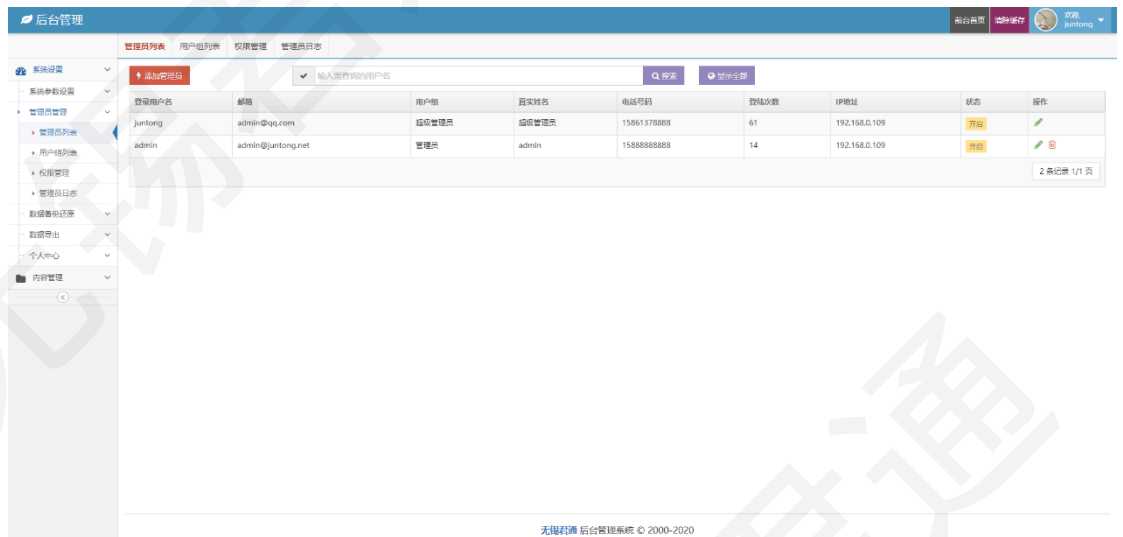 后台管理
前台首页 清除缓存 欢迎, juntong
管理员列表 用户组列表 权限管理 管理员日志
系统设置
系统参数设置
管理员管理
管理员列表
用户组列表
权限管理
管理员日志
数据备份还原
数据导出
个人中心
内容管理
添加管理员 输入需查询的用户名 搜索 显示全部
登录用户名 邮箱 用户组 真实姓名 电话号码 登陆次数 IP地址 状态 操作
juntong admin@qq.com 超级管理员 超级管理员 15861378888 61 192.168.0.109 开启
admin admin@juntong.net 管理员 admin 15888888888 14 192.168.0.109 开启
2 条记录 1/1 页
无锡君通 后台管理系统 © 2000-2020
无锡君通